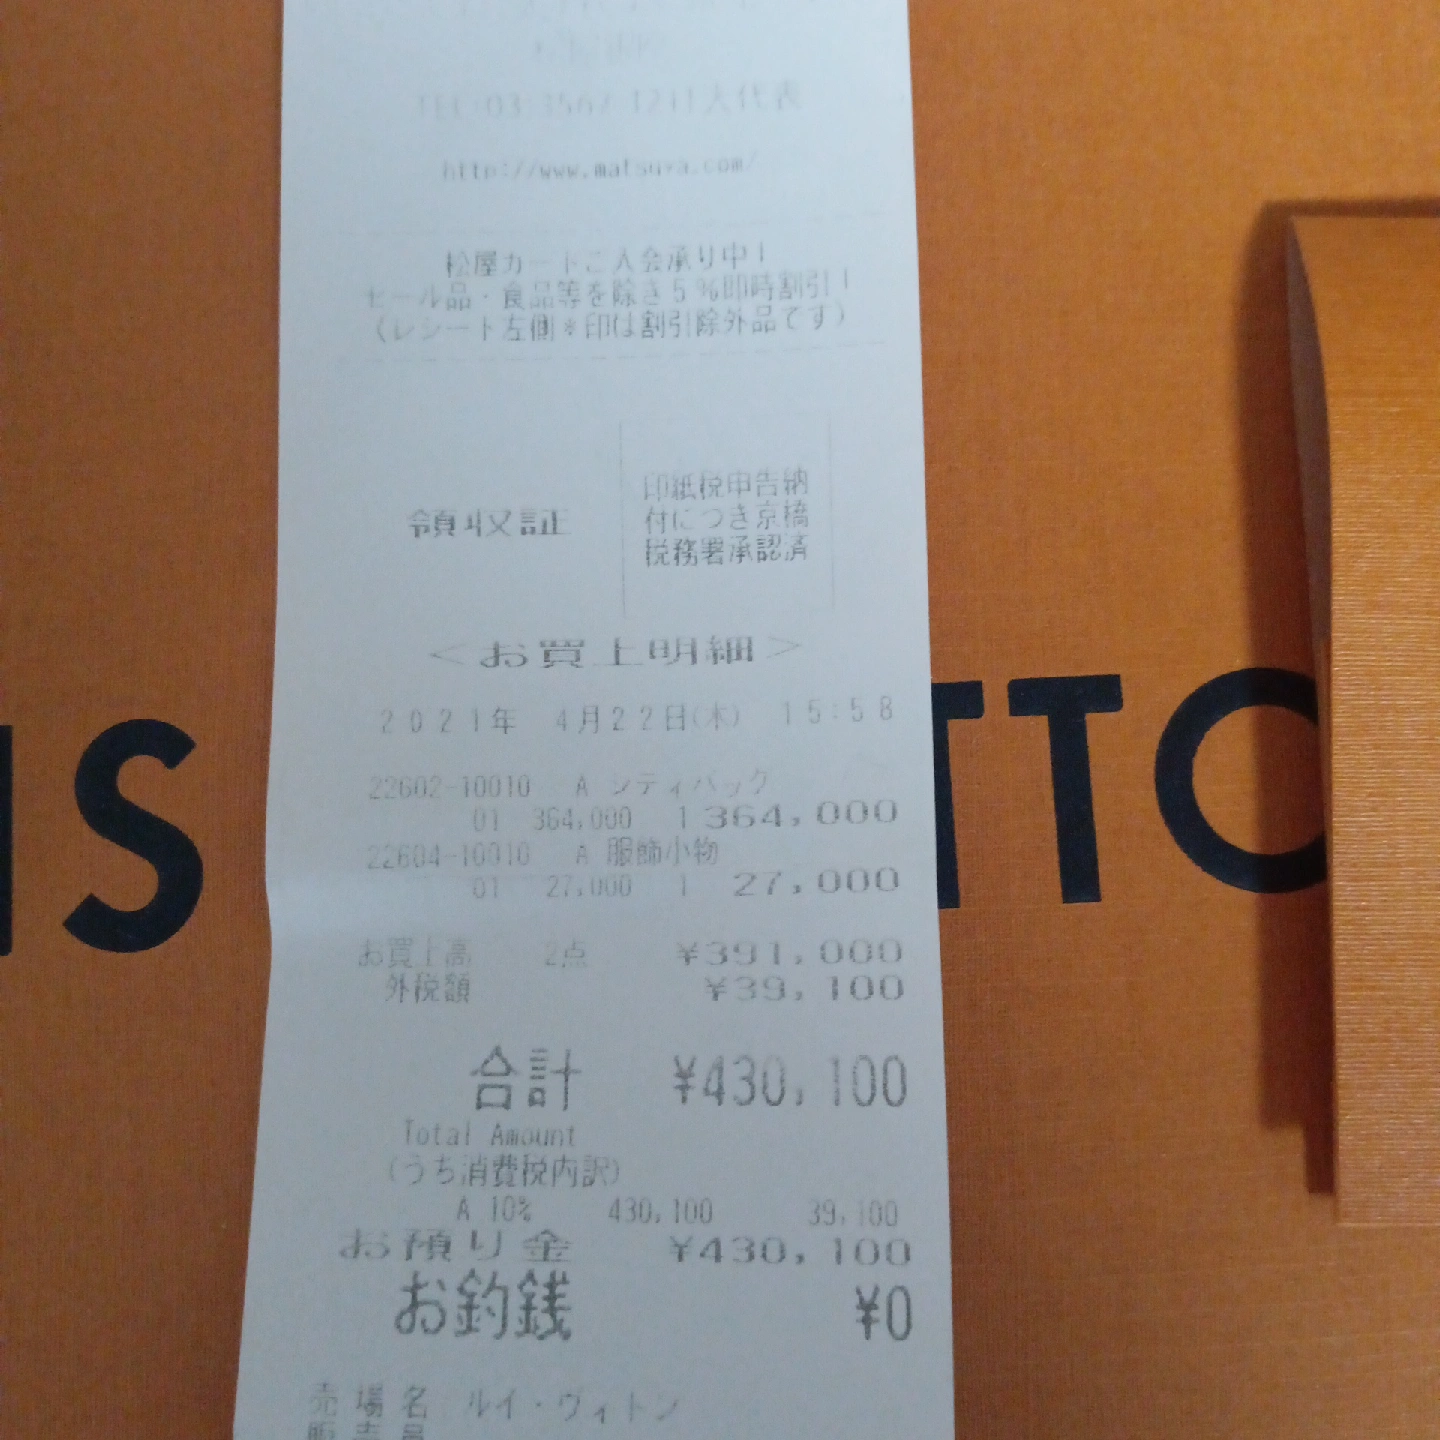 TEL:03-3567-1211大代表
http://www.matsuya.com/
松屋カードご入会承り中！
セール品・食品等を除き5%即時割引！
(レシート左側*印は割引除外品です)
領収証
印紙税申告納
付につき京橋
税務署承認済
<お買上明細>
2021年 4月22日(木) 15:58
22602-10010 A シティバック
01 364,000 1 364,000
22604-10010 A 服飾小物
01 27,000 1 27,000
お買上高 2点 ¥391,000
外税額 ¥39,100
合計 ¥430,100
Total Amount
(うち消費税内訳)
A 10% 430,100 39,100
お預り金 ¥430,100
お釣銭 ¥0
売場名 ルイ・ヴィトン
S
TTO